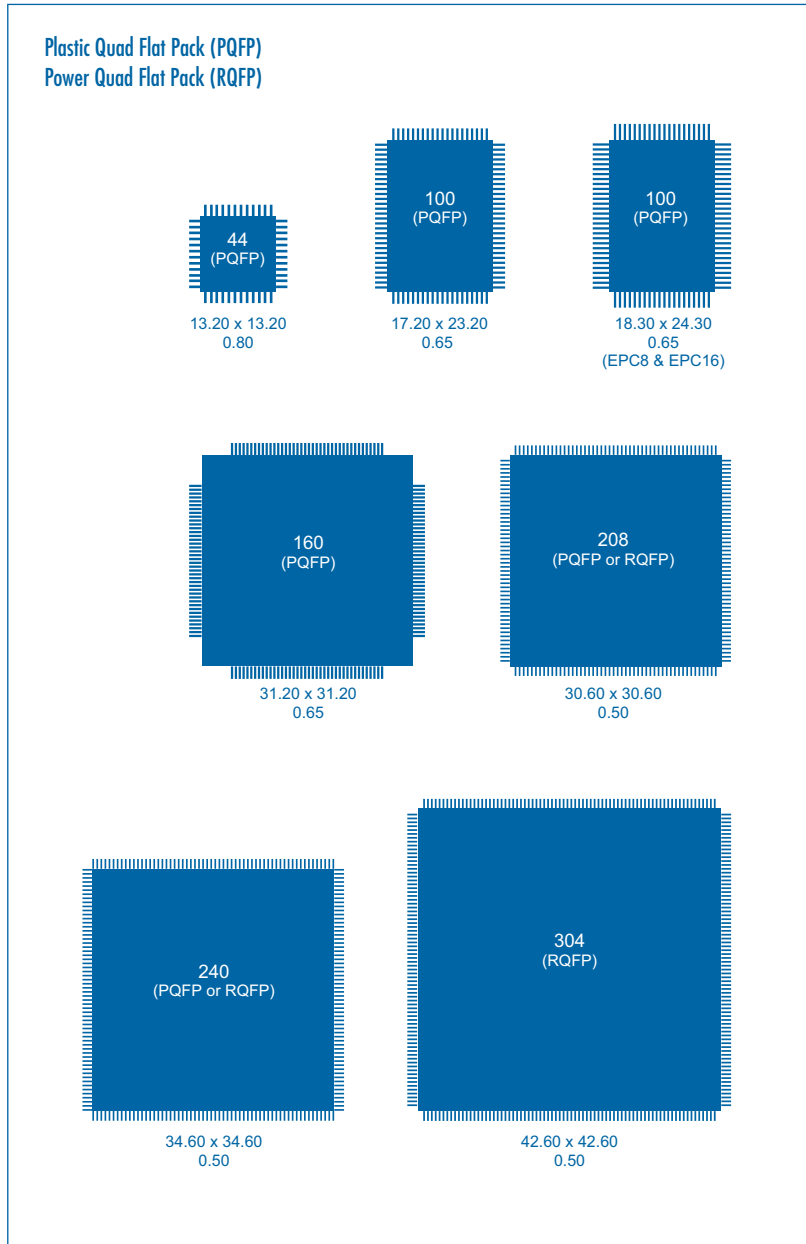 Plastic Quad Flat Pack (PQFP)
Power Quad Flat Pack (RQFP)
44
(PQFP)
13.20 x 13.20
0.80
100
(PQFP)
17.20 x 23.20
0.65
100
(PQFP)
18.30 x 24.30
0.65
(EPC8 & EPC16)
160
(PQFP)
31.20 x 31.20
0.65
208
(PQFP or RQFP)
30.60 x 30.60
0.50
240
(PQFP or RQFP)
34.60 x 34.60
0.50
304
(RQFP)
42.60 x 42.60
0.50